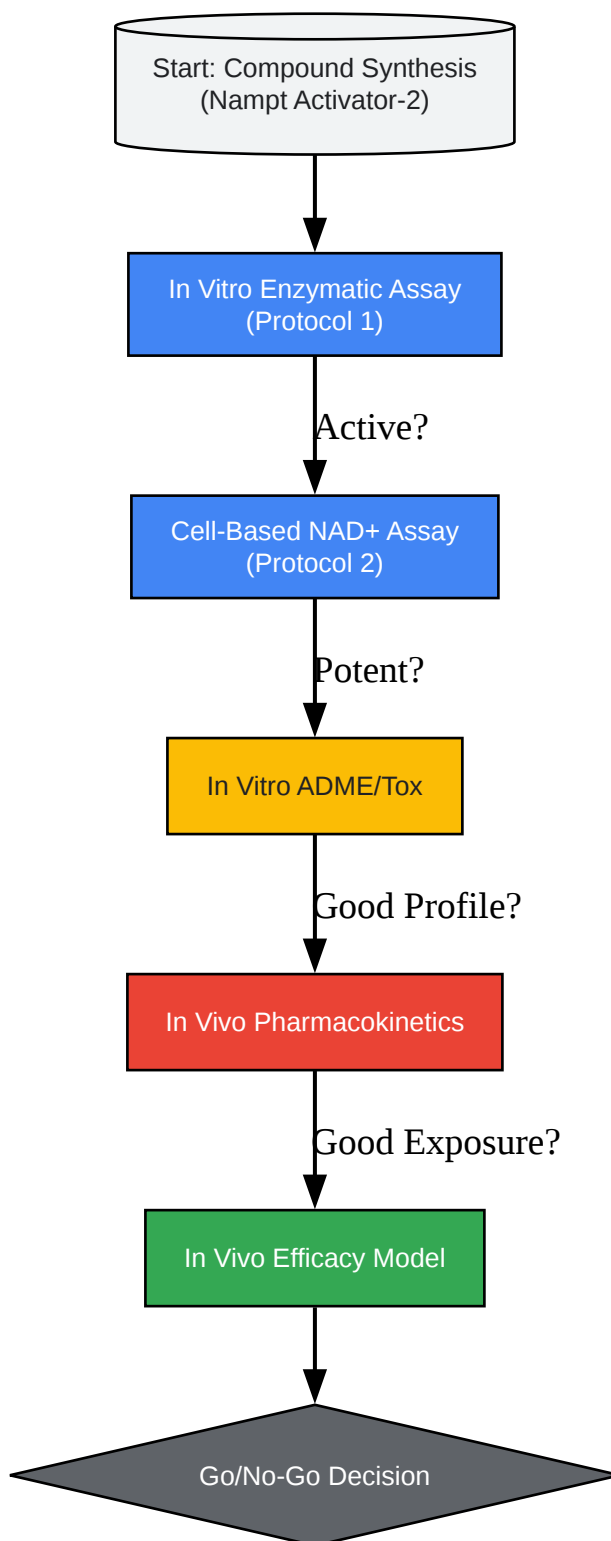 Start: Compound Synthesis
(Nampt Activator-2)
In Vitro Enzymatic Assay
(Protocol 1)
Active?
Cell-Based NAD+ Assay
(Protocol 2)
Potent?
In Vitro ADME/Tox
Good Profile?
In Vivo Pharmacokinetics
Good Exposure?
In Vivo Efficacy Model
Go/No-Go Decision